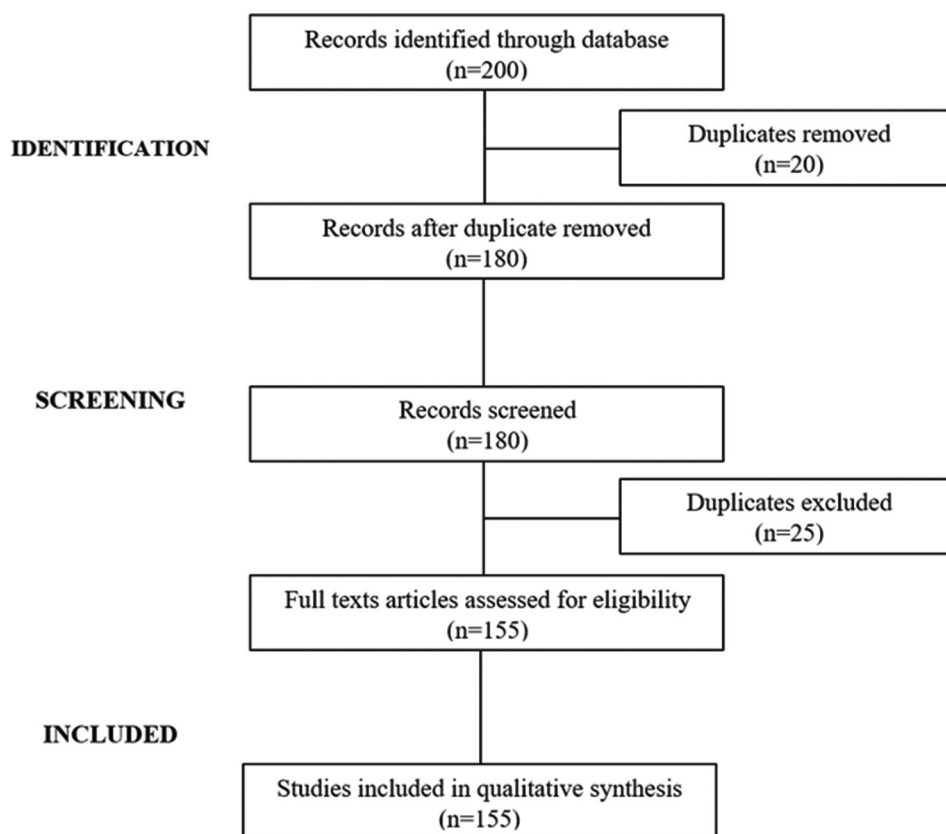 Records identified through database
(n=200)
IDENTIFICATION
Duplicates removed
(n=20)
Records after duplicate removed
(n=180)
SCREENING
Records screened
(n=180)
Duplicates excluded
(n=25)
Full texts articles assessed for eligibility
(n=155)
INCLUDED
Studies included in qualitative synthesis
(n=155)